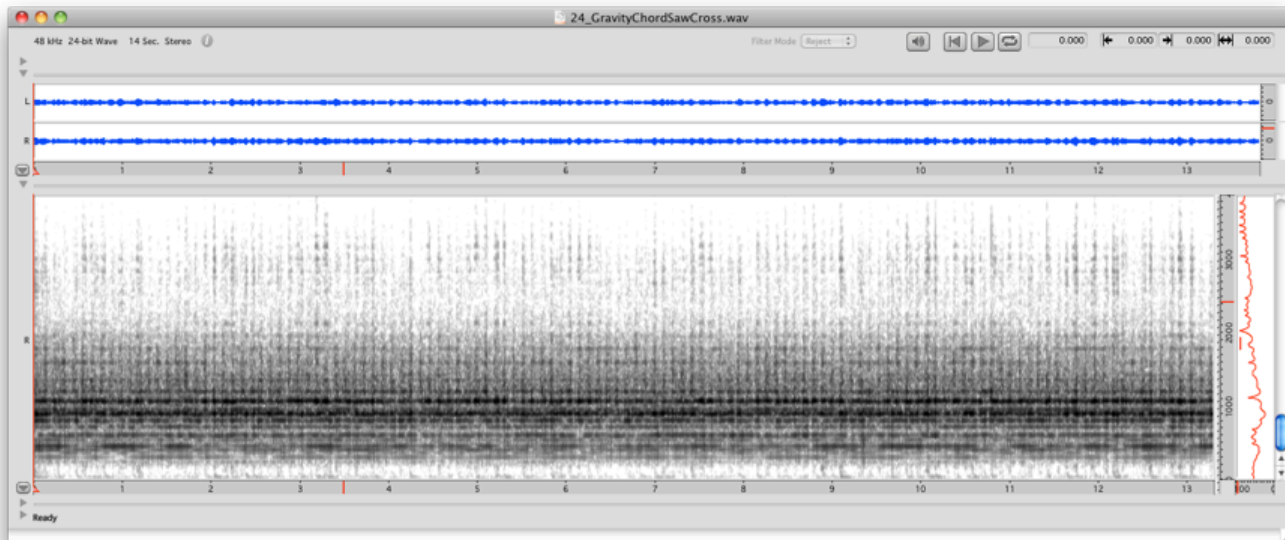 24_GravityChordSawCross.wav
48 kHz 24-bit Wave 14 Sec. Stereo
Filter Mode Reject 0.000 0.000 0.000 0.000
L 0
R 0
1 2 3 4 5 6 7 8 9 10 11 12 13
3000
R
2000
1000
1 2 3 4 5 6 7 8 9 10 11 12 13
Ready